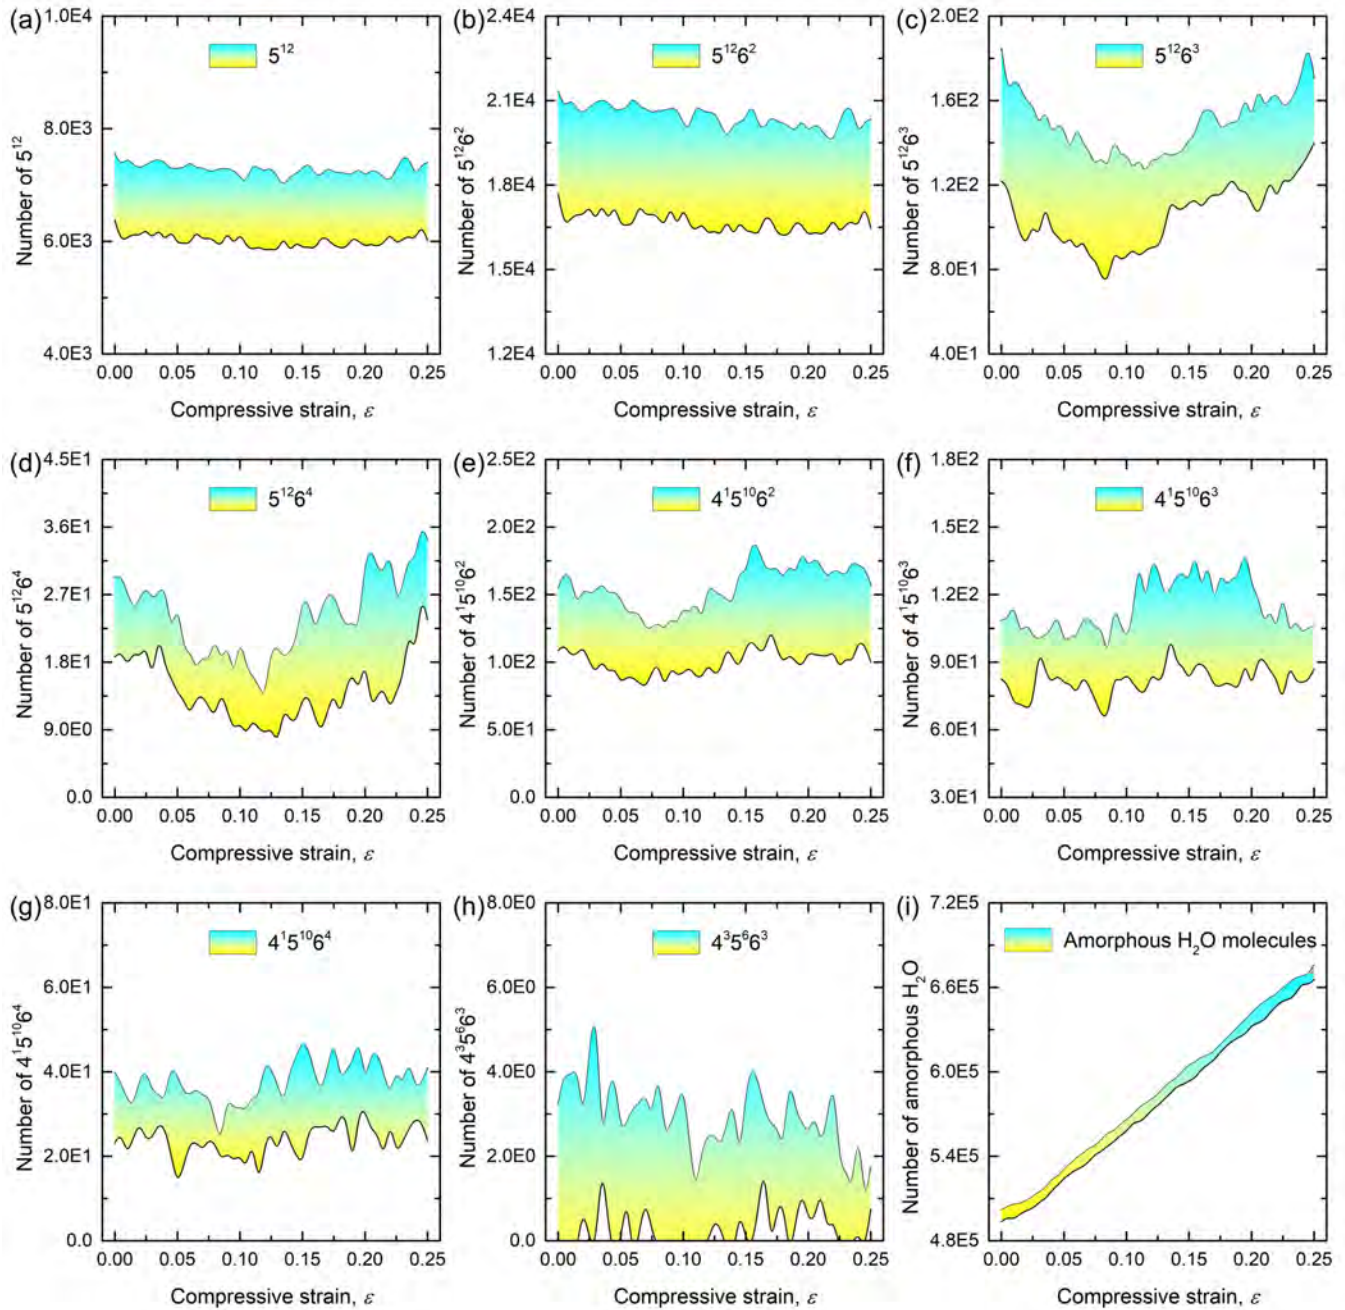 (a)
1.0E4
8.0E3
6.0E3
4.0E3
Number of 5¹²
5¹²
0.00 0.05 0.10 0.15 0.20 0.25
Compressive strain, ε
(b)
2.4E4
2.1E4
1.8E4
1.5E4
1.2E4
Number of 5¹²6²
5¹²6²
0.00 0.05 0.10 0.15 0.20 0.25
Compressive strain, ε
(c)
2.0E2
1.6E2
1.2E2
8.0E1
4.0E1
Number of 5¹²6³
5¹²6³
0.00 0.05 0.10 0.15 0.20 0.25
Compressive strain, ε
(d)
4.5E1
3.6E1
2.7E1
1.8E1
9.0E0
0.0
Number of 5¹²6⁴
5¹²6⁴
0.00 0.05 0.10 0.15 0.20 0.25
Compressive strain, ε
(e)
2.5E2
2.0E2
1.5E2
1.0E2
5.0E1
0.0
Number of 4¹5¹⁰6²
4¹5¹⁰6²
0.00 0.05 0.10 0.15 0.20 0.25
Compressive strain, ε
(f)
1.8E2
1.5E2
1.2E2
9.0E1
6.0E1
3.0E1
Number of 4¹5¹⁰6³
4¹5¹⁰6³
0.00 0.05 0.10 0.15 0.20 0.25
Compressive strain, ε
(g)
8.0E1
6.0E1
4.0E1
2.0E1
0.0
Number of 4¹5¹⁰6⁴
4¹5¹⁰6⁴
0.00 0.05 0.10 0.15 0.20 0.25
Compressive strain, ε
(h)
8.0E0
6.0E0
4.0E0
2.0E0
0.0
Number of 4³5⁶6³
4³5⁶6³
0.00 0.05 0.10 0.15 0.20 0.25
Compressive strain, ε
(i)
7.2E5
6.6E5
6.0E5
5.4E5
4.8E5
Number of amorphous H₂O
Amorphous H₂O molecules
0.00 0.05 0.10 0.15 0.20 0.25
Compressive strain, ε